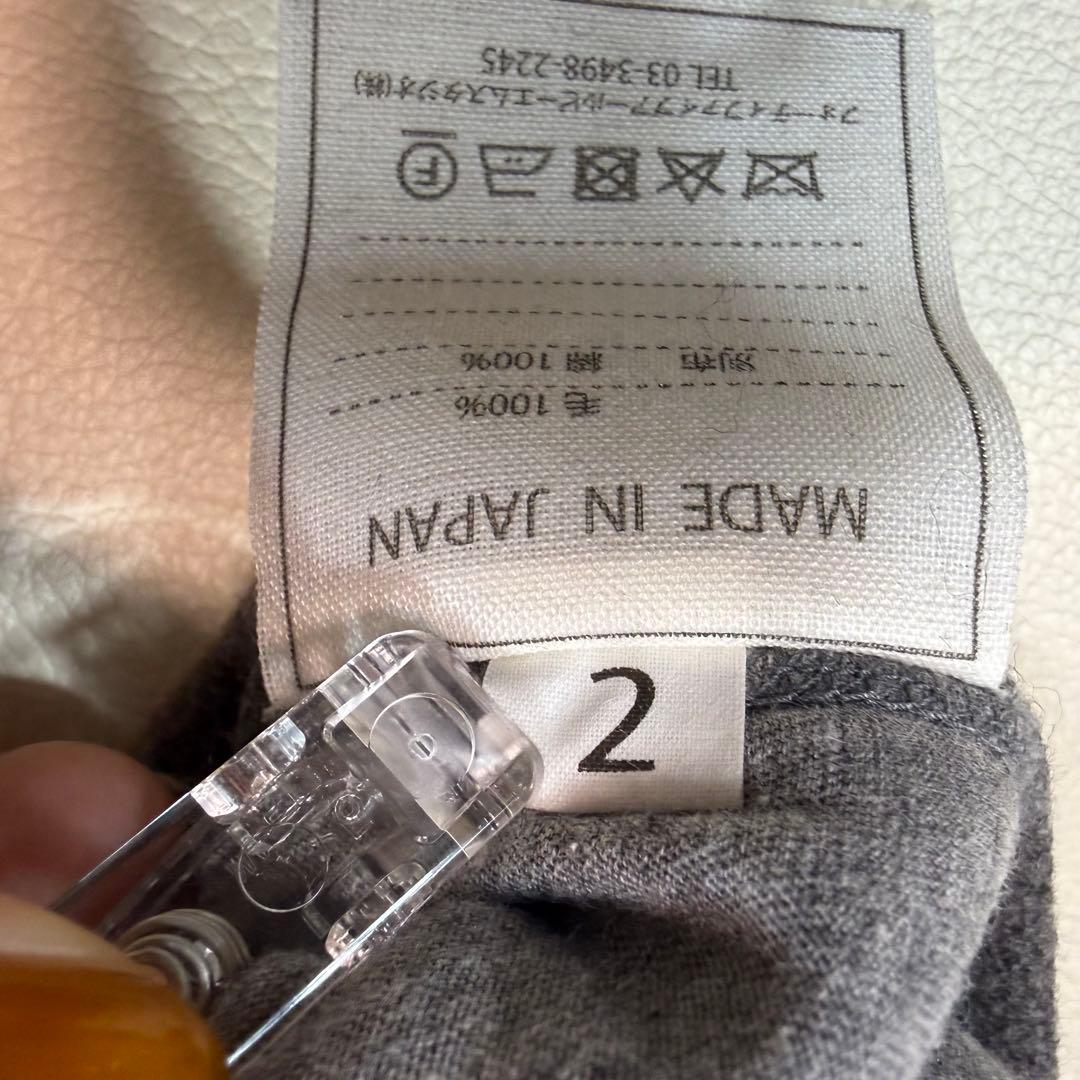 2
MADE IN JAPAN
毛 100%
別布 綿 100%
F
フォーティファイブアールピーエムスタジオ(株)
TEL 03-3498-2245